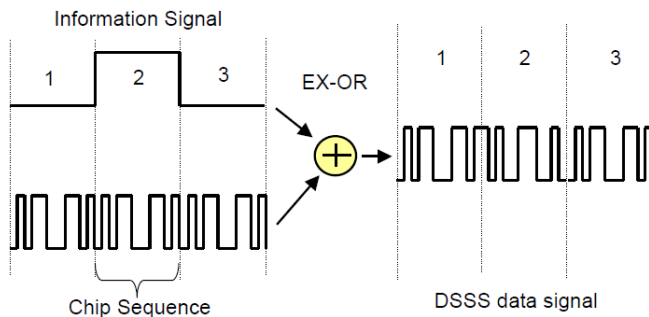 Information Signal
1 2 3
EX-OR
1 2 3
Chip Sequence
DSSS data signal